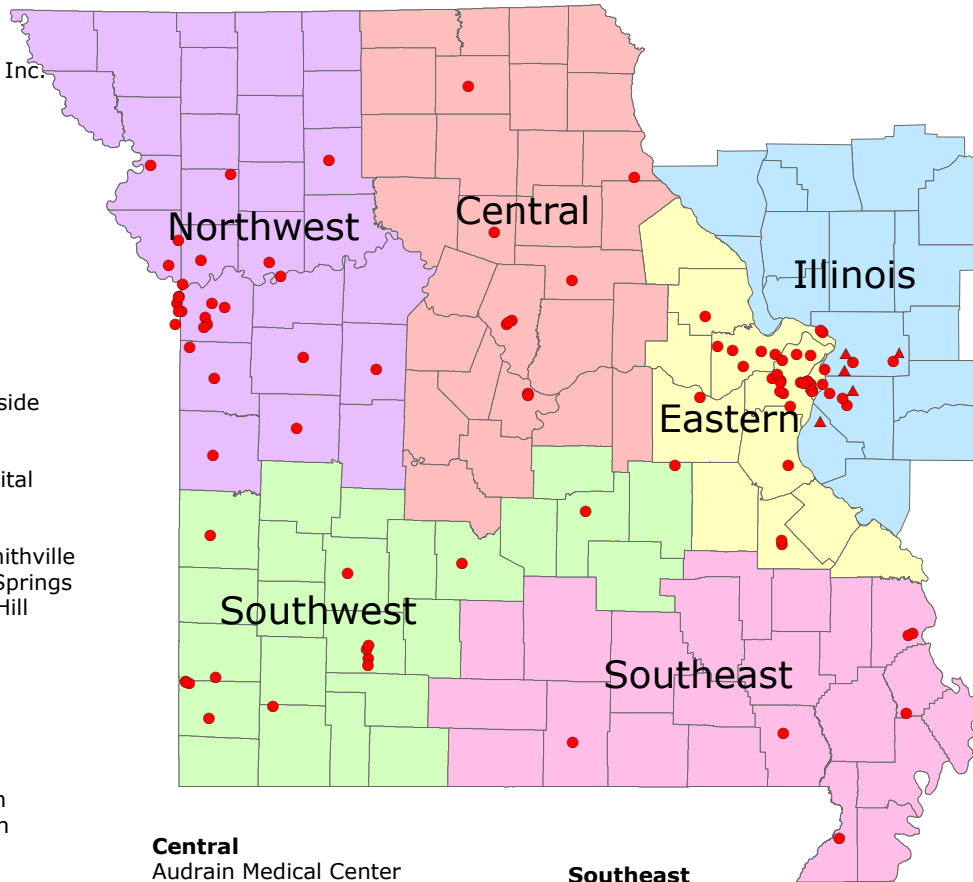 Inc.
Northwest
Central
Illinois
side
Eastern
ital
nithville
Springs
Hill
Southwest
Southeast
n
n
Central
Audrain Medical Center
Southeast